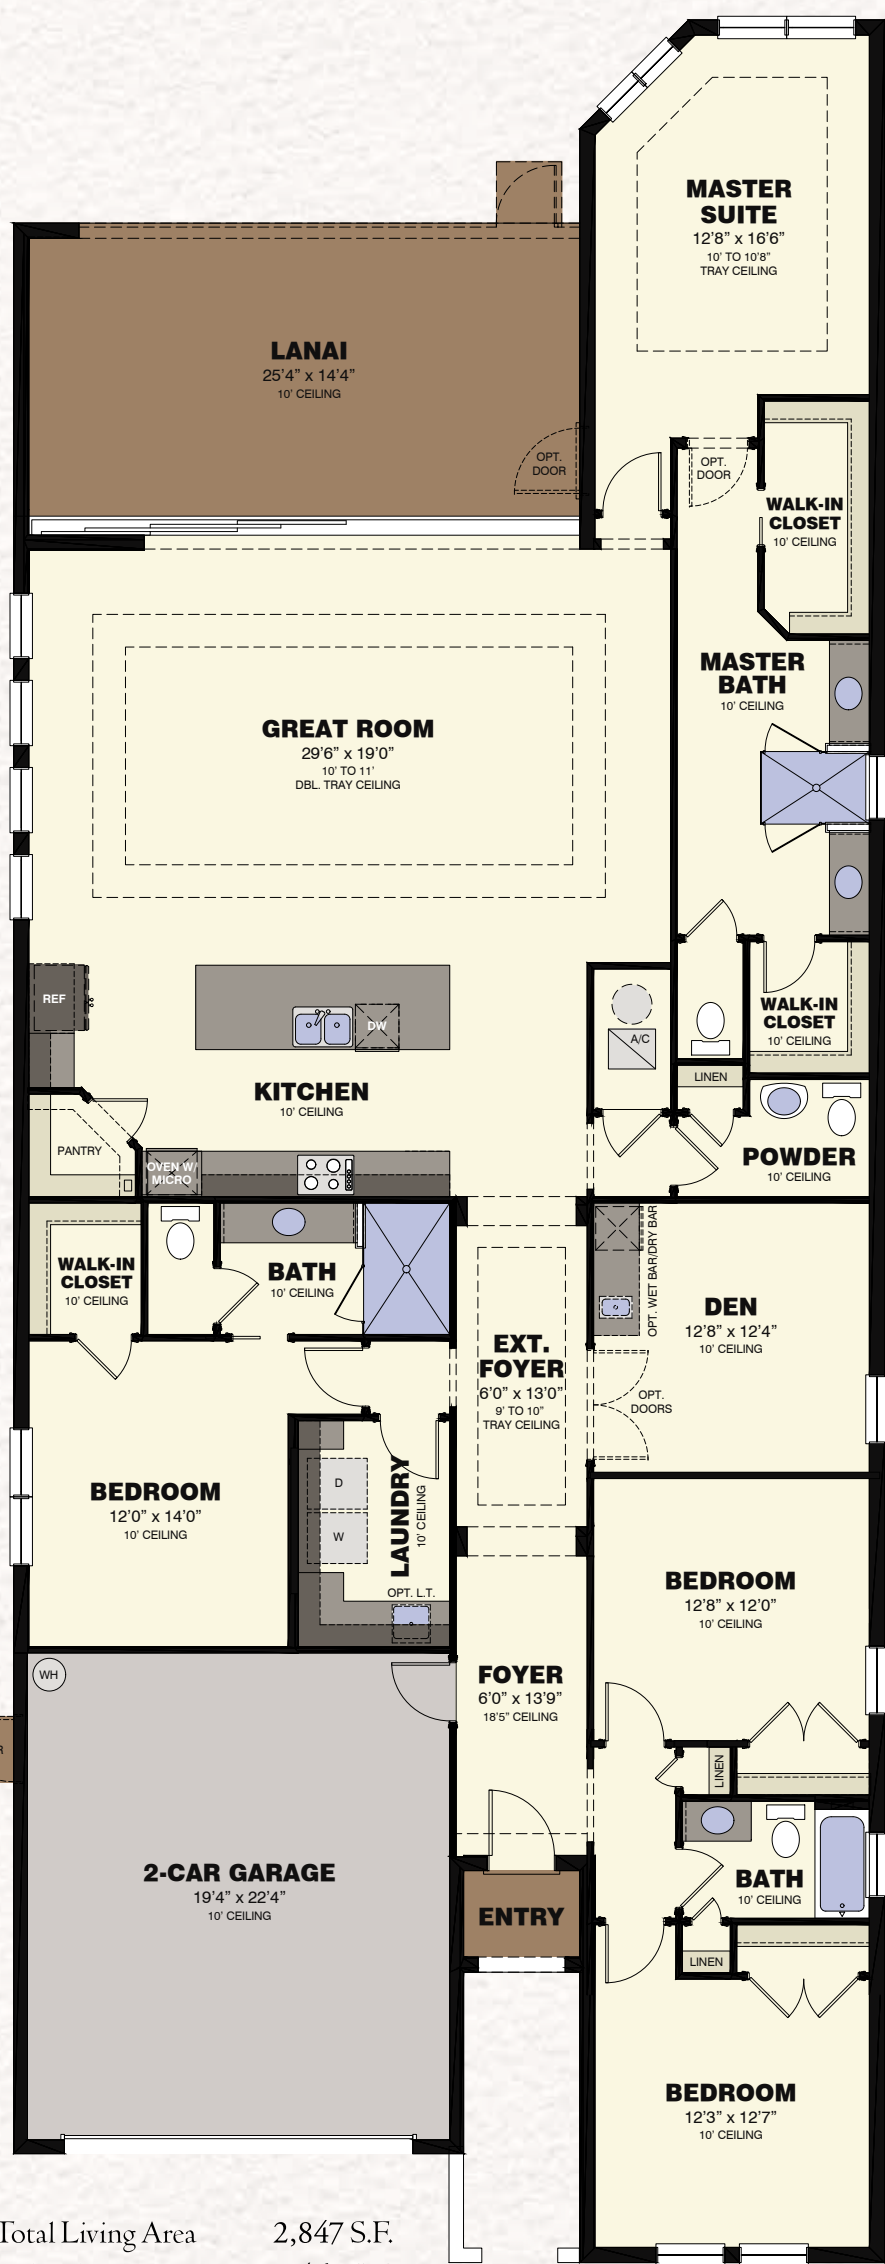 MASTER
SUITE
12'8” x 16'6”
10' TO 10'8”
TRAY CEILING
LANAI
25'4” x 14'4”
10' CEILING
OPT.
DOOR
OPT.
DOOR
WALK-IN
CLOSET
10' CEILING
MASTER
BATH
10' CEILING
GREAT ROOM
29'6” x 19'0”
10' TO 11'
DBL. TRAY CEILING
REF
DW
A/C
WALK-IN
CLOSET
10' CEILING
KITCHEN
10' CEILING
LINEN
PANTRY
OVEN W/
MICRO
POWDER
10' CEILING
WALK-IN
CLOSET
10' CEILING
BATH
10' CEILING
OPT. WET BAR/DRY BAR
DEN
12'8” x 12'4”
10' CEILING
EXT.
FOYER
6'0” x 13'0”
9' TO 10”
TRAY CEILING
OPT.
DOORS
BEDROOM
12'0” x 14'0”
10' CEILING
D
W
LAUNDRY
10' CEILING
OPT. L.T.
BEDROOM
12'8” x 12'0”
10' CEILING
WH
FOYER
6'0” x 13'9”
18'5” CEILING
LINEN
R
2-CAR GARAGE
19'4” x 22'4”
10' CEILING
BATH
10' CEILING
ENTRY
LINEN
BEDROOM
12'3” x 12'7”
10' CEILING
Total Living Area 2,847 S.F.